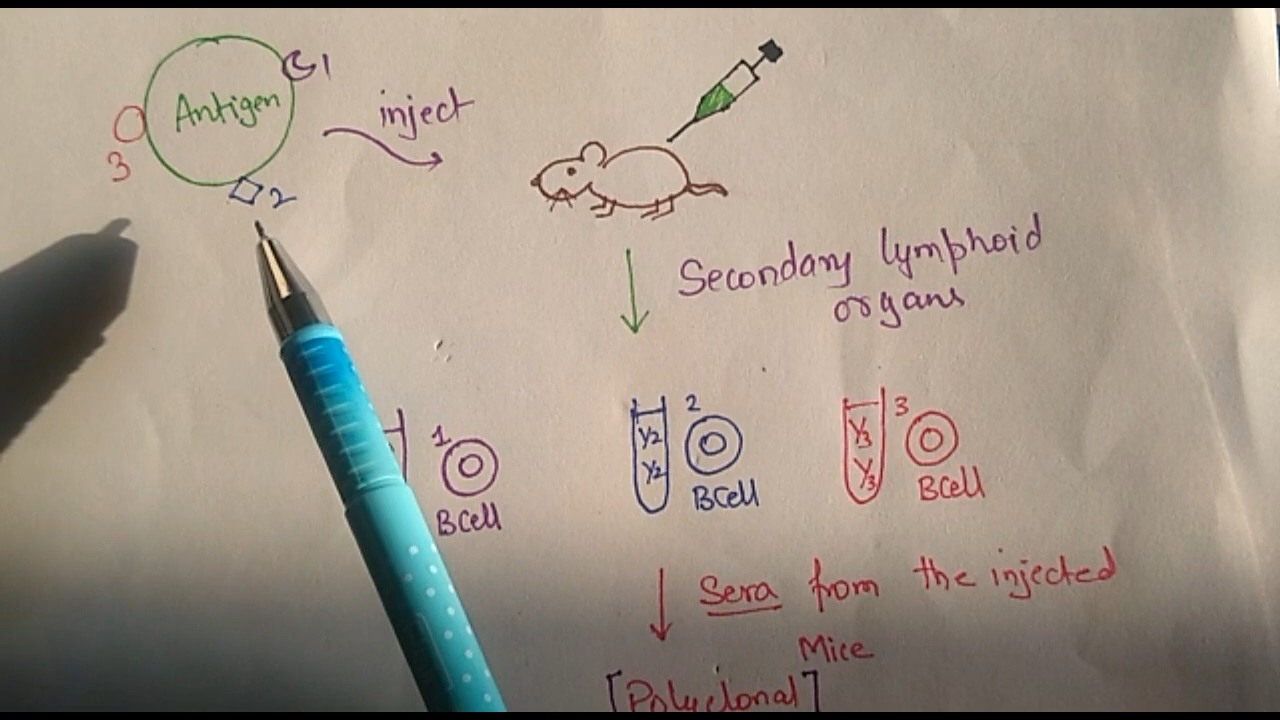 1
Antigen
inject
3
2
Secondary lymphoid
organs
1
BCell
2
Y2
Y2
BCell
3
Y3
Y3
BCell
Sera from the injected
Mice
[Polyclonal]